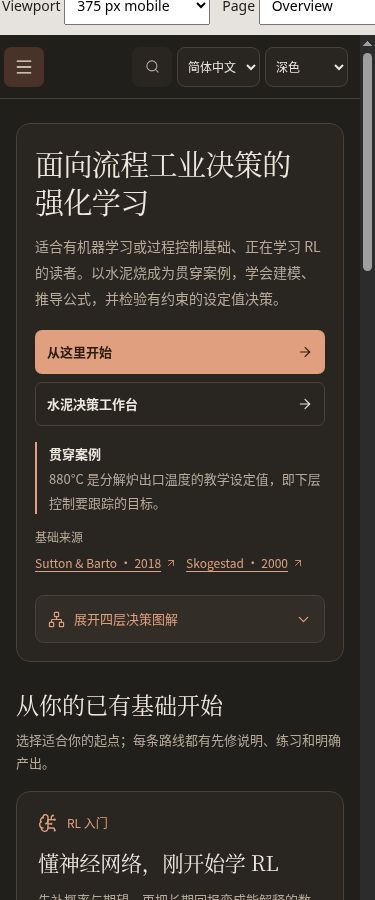 Viewport 375 px mobile Page Overview
简体中文 深色
面向流程工业决策的
强化学习
适合有机器学习或过程控制基础、正在学习 RL
的读者。以水泥烧成为贯穿案例，学会建模、
推导公式，并检验有约束的设定值决策。
从这里开始
水泥决策工作台
贯穿案例
880°C 是分解炉出口温度的教学设定值，即下层
控制要跟踪的目标。
基础来源
Sutton & Barto · 2018 ↗ Skogestad · 2000 ↗
展开四层决策图解
从你的已有基础开始
选择适合你的起点；每条路线都有先修说明、练习和明确
产出。
RL 入门
懂神经网络，刚开始学 RL